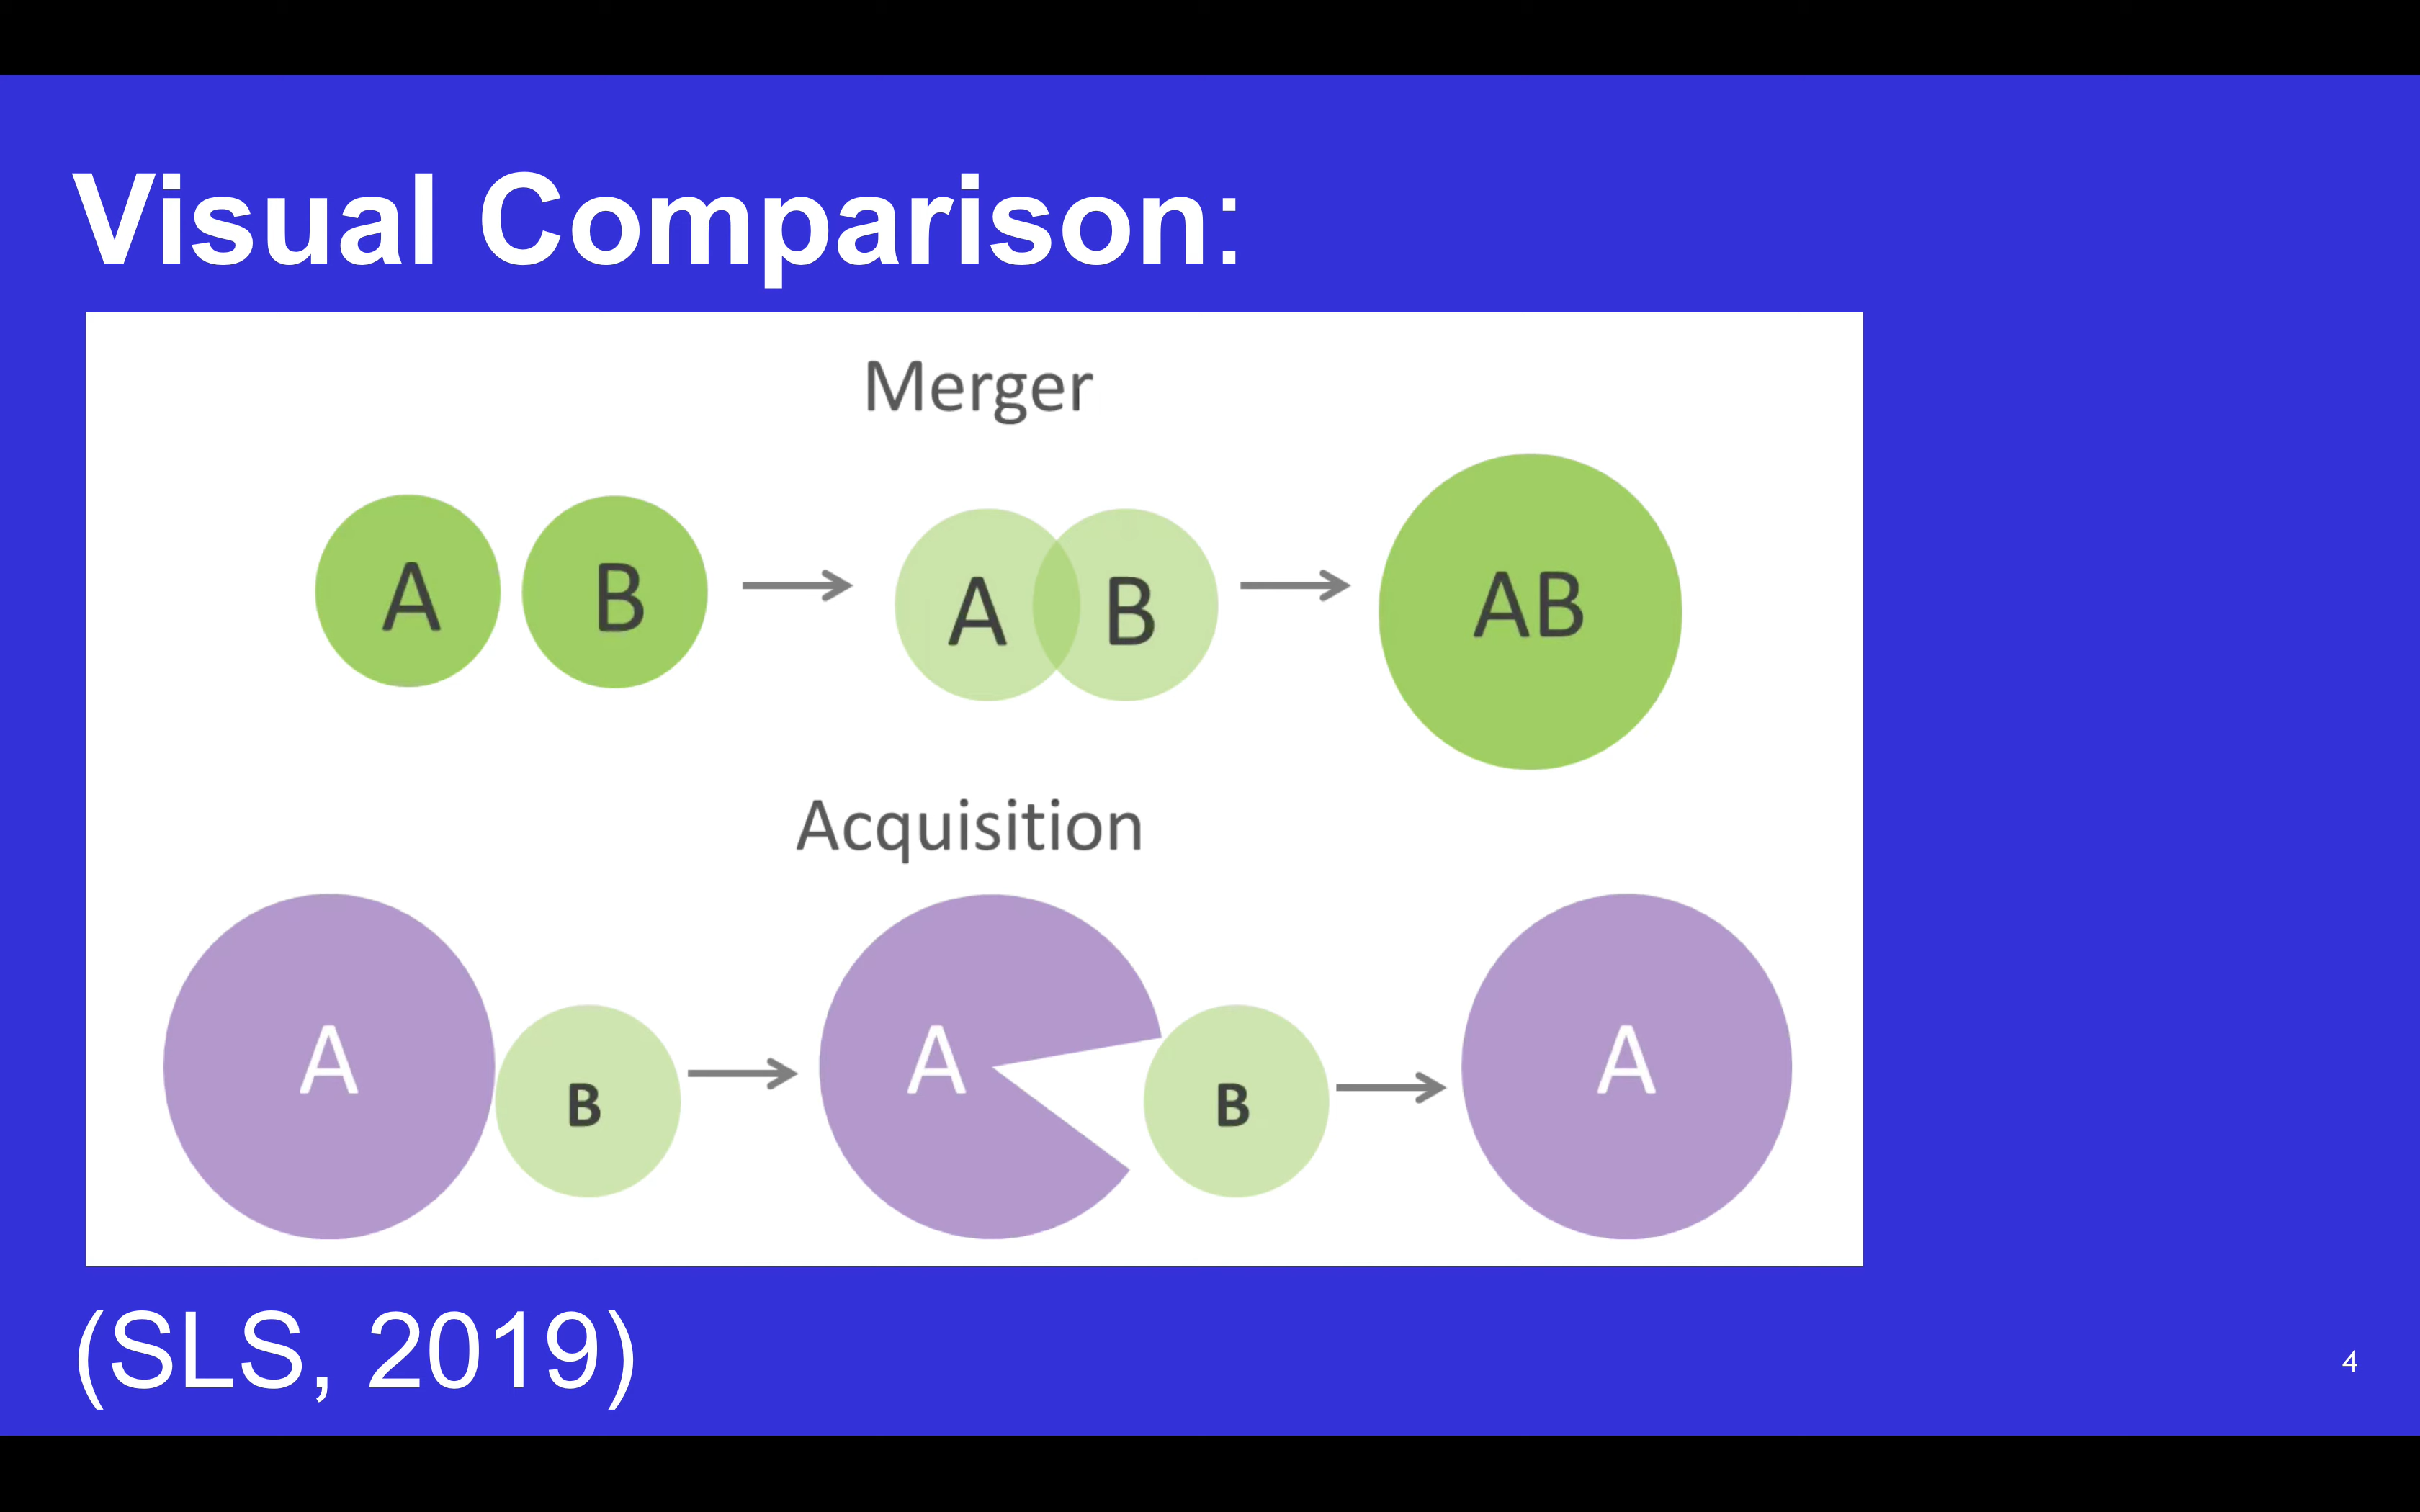 Visual Comparison:
Merger
A B A B AB
Acquisition
A B A B A
(SLS, 2019)
4